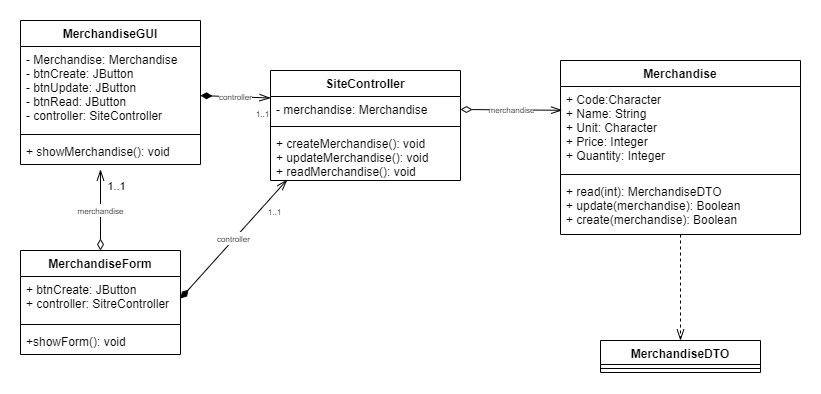 MerchandiseGUI
- Merchandise: Merchandise
- btnCreate: JButton
- btnUpdate: JButton
- btnRead: JButton
- controller: SiteController
+ showMerchandise(): void
controller
1..1
SiteController
- merchandise: Merchandise
+ createMerchandise(): void
+ updateMerchandise(): void
+ readMerchandise(): void
merchandise
Merchandise
+ Code:Character
+ Name: String
+ Unit: Character
+ Price: Integer
+ Quantity: Integer
+ read(int): MerchandiseDTO
+ update(merchandise): Boolean
+ create(merchandise): Boolean
1..1
merchandise
1..1
controller
MerchandiseForm
+ btnCreate: JButton
+ controller: SitreController
+showForm(): void
MerchandiseDTO